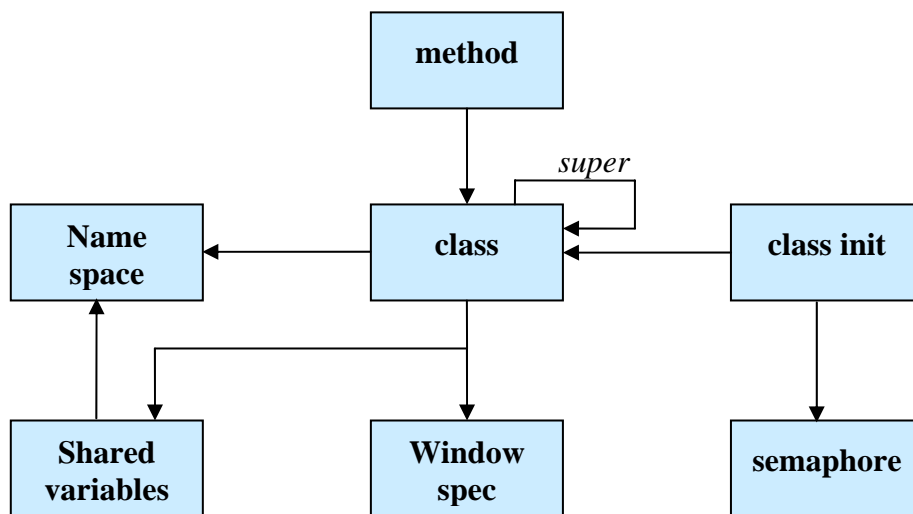 method
super
Name
space
class
class init
Shared
variables
Window
spec
semaphore